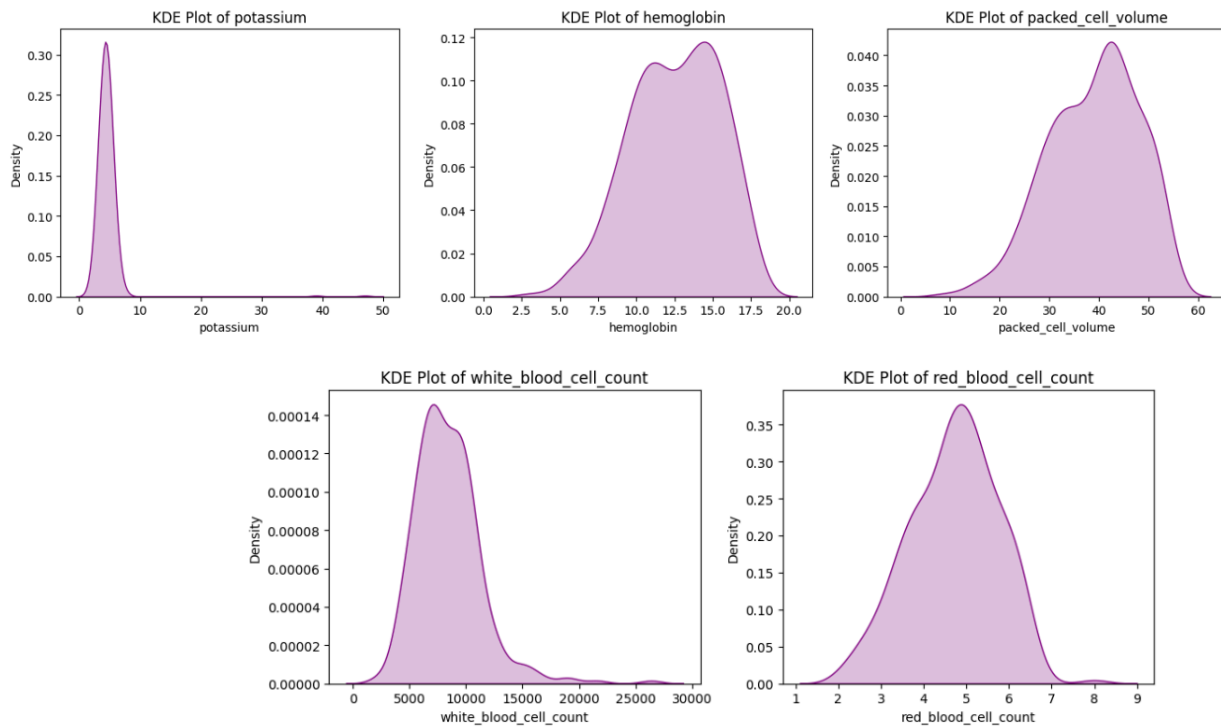 KDE Plot of potassium
0.30
0.25
0.20
0.15
0.10
0.05
0.00
Density
0 10 20 30 40 50
potassium
KDE Plot of hemoglobin
0.12
0.10
0.08
0.06
0.04
0.02
0.00
Density
0.0 2.5 5.0 7.5 10.0 12.5 15.0 17.5 20.0
hemoglobin
KDE Plot of packed_cell_volume
0.040
0.035
0.030
0.025
0.020
0.015
0.010
0.005
0.000
Density
0 10 20 30 40 50 60
packed_cell_volume
KDE Plot of white_blood_cell_count
0.00014
0.00012
0.00010
0.00008
0.00006
0.00004
0.00002
0.00000
Density
0 5000 10000 15000 20000 25000 30000
white_blood_cell_count
KDE Plot of red_blood_cell_count
0.35
0.30
0.25
0.20
0.15
0.10
0.05
0.00
Density
1 2 3 4 5 6 7 8 9
red_blood_cell_count